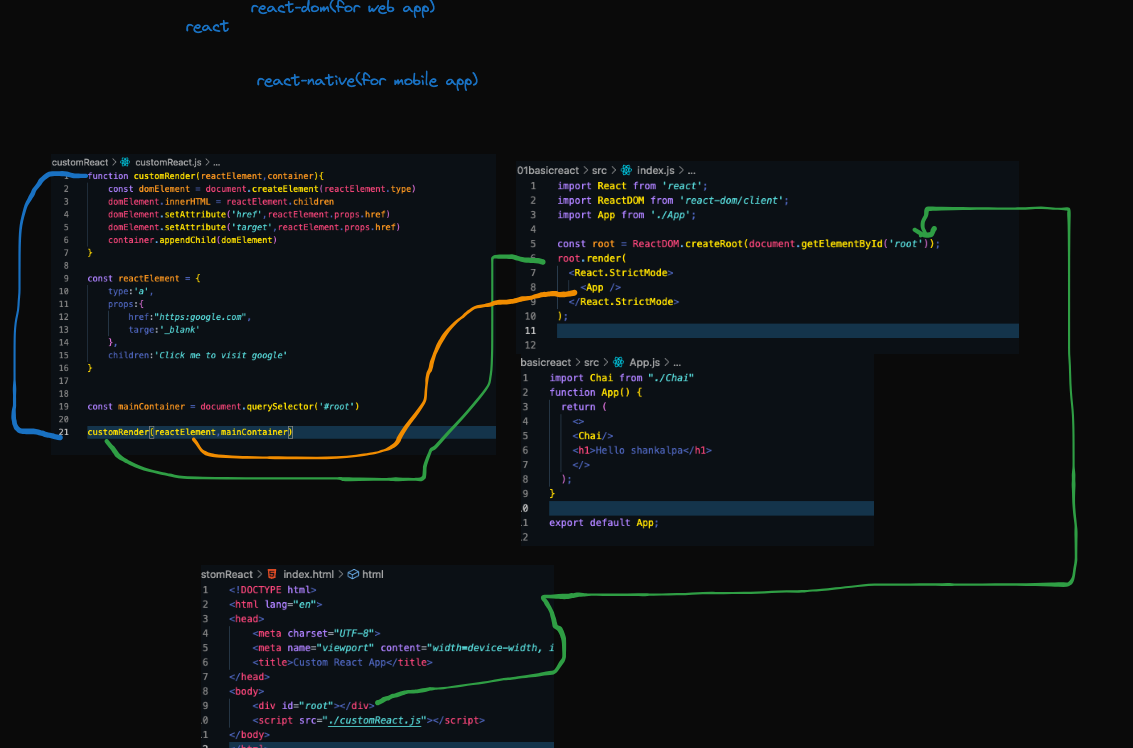 react-dom(for web app)
react
react-native(for mobile app)
customReact > customReact.js > ...
1 function customRender(reactElement,container){
2 const domElement = document.createElement(reactElement.type)
3 domElement.innerHTML = reactElement.children
4 domElement.setAttribute('href',reactElement.props.href)
5 domElement.setAttribute('target',reactElement.props.href)
6 container.appendChild(domElement)
7 }
8
9 const reactElement = {
10 type:'a',
11 props:{
12 href:"https:google.com",
13 targe:'_blank'
14 },
15 children:'Click me to visit google'
16 }
17
18
19 const mainContainer = document.querySelector('#root')
20
21 customRender(reactElement,mainContainer)
01basicreact > src > index.js > ...
1 import React from 'react';
2 import ReactDOM from 'react-dom/client';
3 import App from './App';
4
5 const root = ReactDOM.createRoot(document.getElementById('root'));
6 root.render(
7 <React.StrictMode>
8 <App />
9 </React.StrictMode>
10 );
11
12
basicreact > src > App.js > ...
1 import Chai from "./Chai"
2 function App() {
3 return (
4 <>
5 <Chai/>
6 <h1>Hello shankalpa</h1>
7 </>
8 );
9 }
0
.1 export default App;
.2
stomReact > index.html > html
1 <!DOCTYPE html>
2 <html lang="en">
3 <head>
4 <meta charset="UTF-8">
5 <meta name="viewport" content="width=device-width, i
6 <title>Custom React App</title>
7 </head>
8 <body>
9 <div id="root"></div>
.0 <script src="./customReact.js"></script>
.1 </body>
.2 </html>